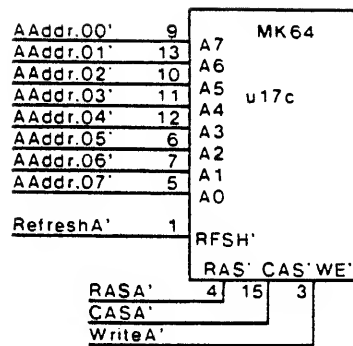 AAddr.00' 9 A7 MK64
AAddr.01' 13 A6
AAddr.02' 10 A5 u17c
AAddr.03' 11 A4
AAddr.04' 12 A3
AAddr.05' 6 A2
AAddr.06' 7 A1
AAddr.07' 5 A0
RefreshA' 1 RFSH'
RAS' CAS' WE'
RASA' 4 15 3
CASA'
WriteA'